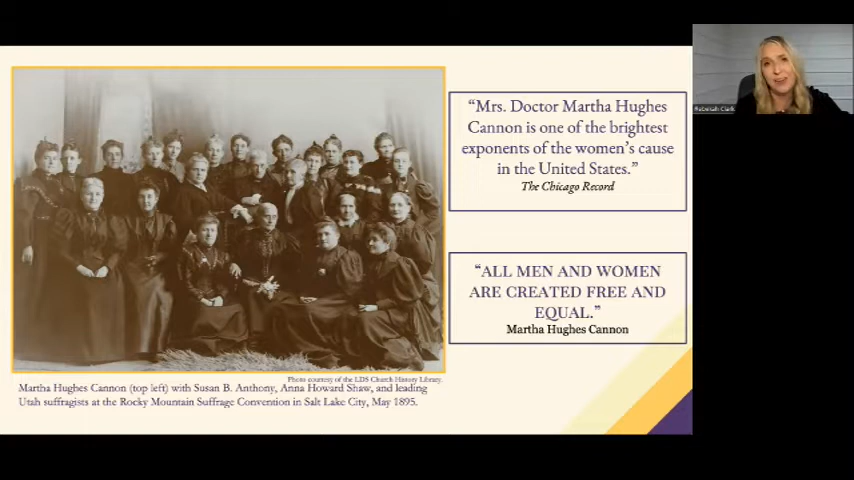 “Mrs. Doctor Martha Hughes
Cannon is one of the brightest
exponents of the women’s cause
in the United States.”
The Chicago Record
“ALL MEN AND WOMEN
ARE CREATED FREE AND
EQUAL.”
Martha Hughes Cannon
Photo courtesy of the LDS Church History Library.
Martha Hughes Cannon (top left) with Susan B. Anthony, Anna Howard Shaw, and leading
Utah suffragists at the Rocky Mountain Suffrage Convention in Salt Lake City, May 1895.
Rebekah Clark